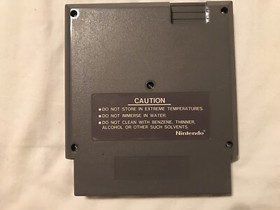 CAUTION
•DO NOT STORE IN EXTREME TEMPERATURES.
•DO NOT IMMERSE IN WATER.
•DO NOT CLEAN WITH BENZENE, THINNER,
ALCOHOL OR OTHER SUCH SOLVENTS.
Nintendo